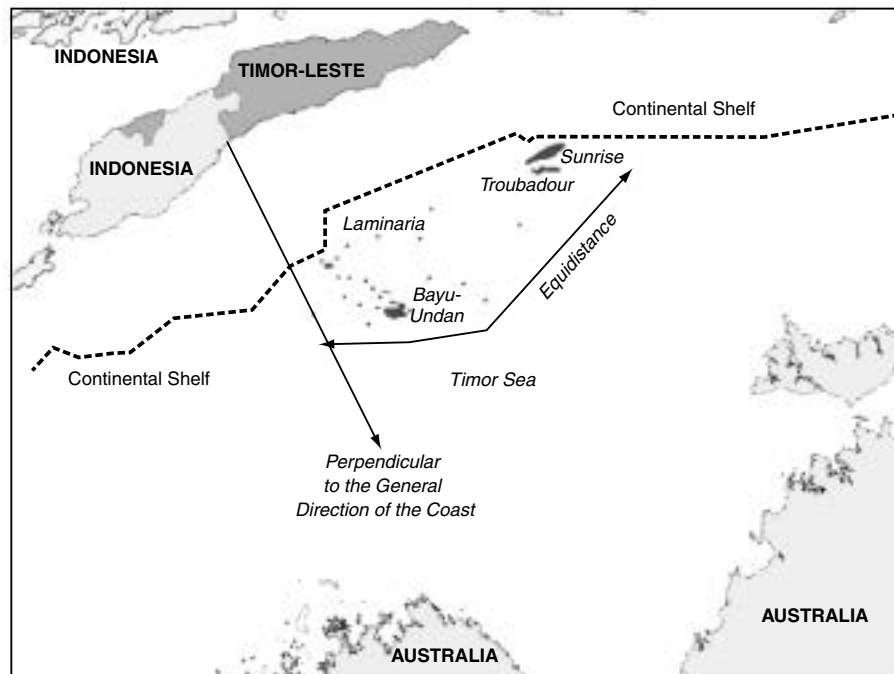 INDONESIA
TIMOR-LESTE
Continental Shelf
INDONESIA
Sunrise
Troubadour
Laminaria
Equidistance
Bayu-
Undan
Continental Shelf
Timor Sea
Perpendicular
to the General
Direction of the Coast
AUSTRALIA
AUSTRALIA